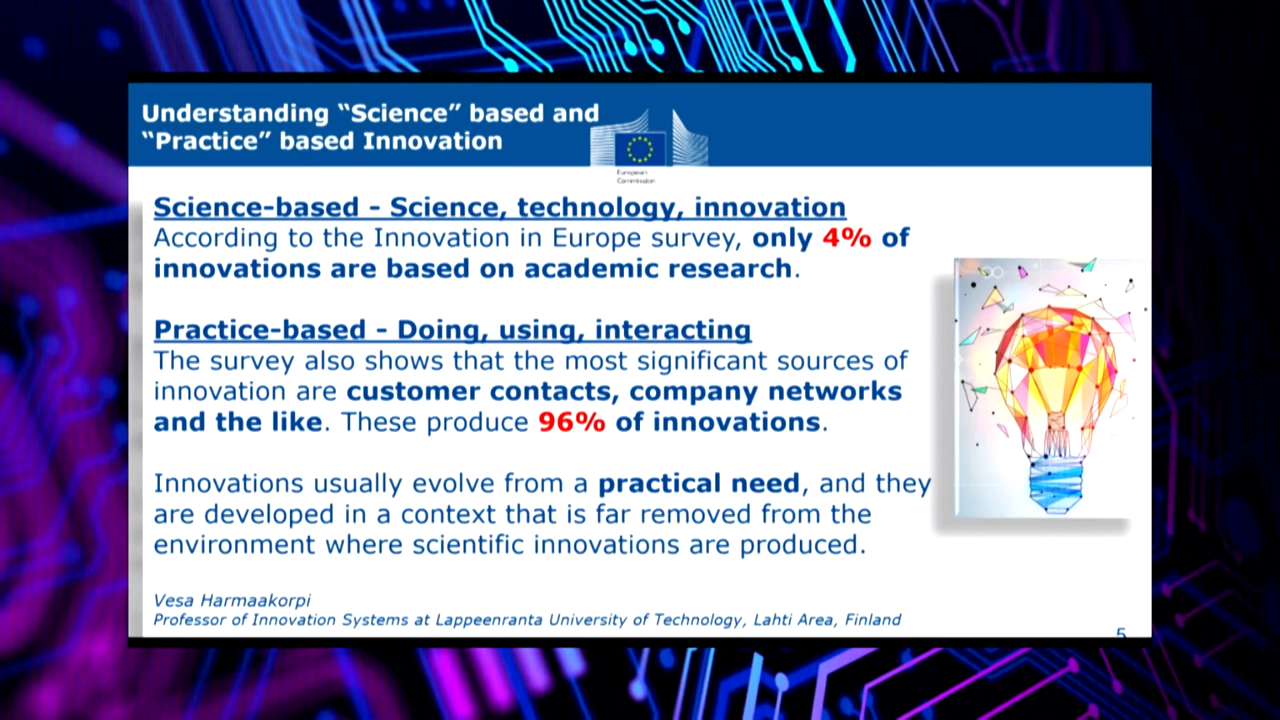 Understanding “Science” based and
“Practice” based Innovation
European
Commission
Science-based - Science, technology, innovation
According to the Innovation in Europe survey, only 4% of
innovations are based on academic research.
Practice-based - Doing, using, interacting
The survey also shows that the most significant sources of
innovation are customer contacts, company networks
and the like. These produce 96% of innovations.
Innovations usually evolve from a practical need, and they
are developed in a context that is far removed from the
environment where scientific innovations are produced.
Vesa Harmaakorpi
Professor of Innovation Systems at Lappeenranta University of Technology, Lahti Area, Finland
5